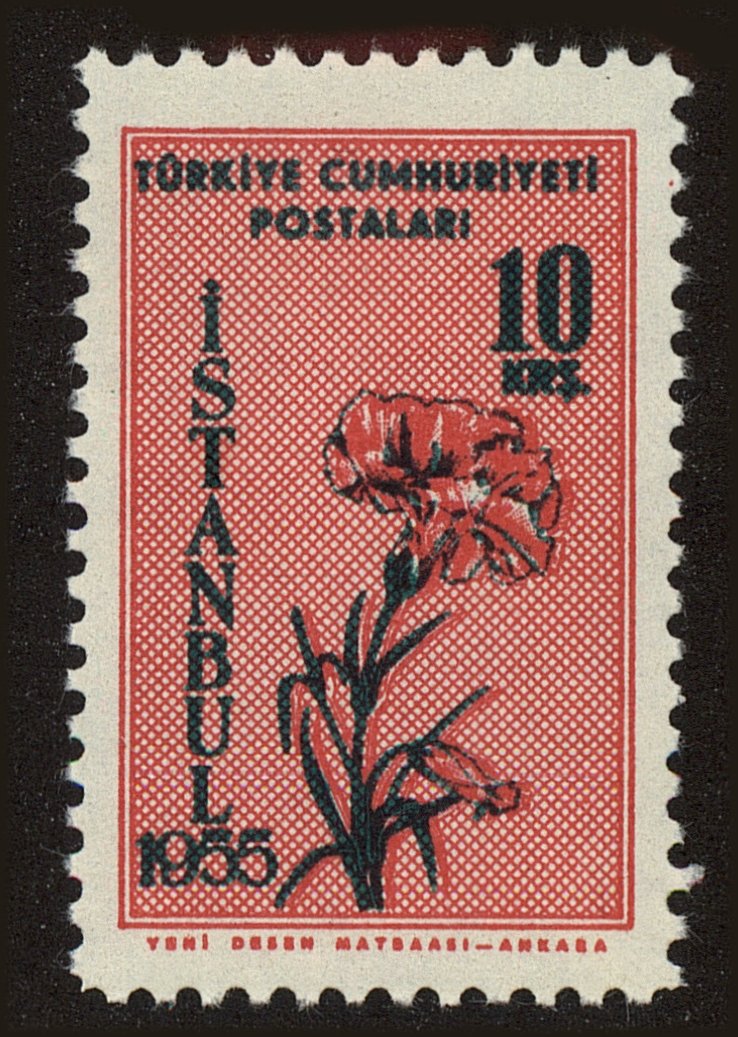 TÜRKİYE CUMHURİYETİ
POSTALARI
10
KRŞ.
İSTANBUL
1955
YENİ DESEN MATBAASI—ANKARA